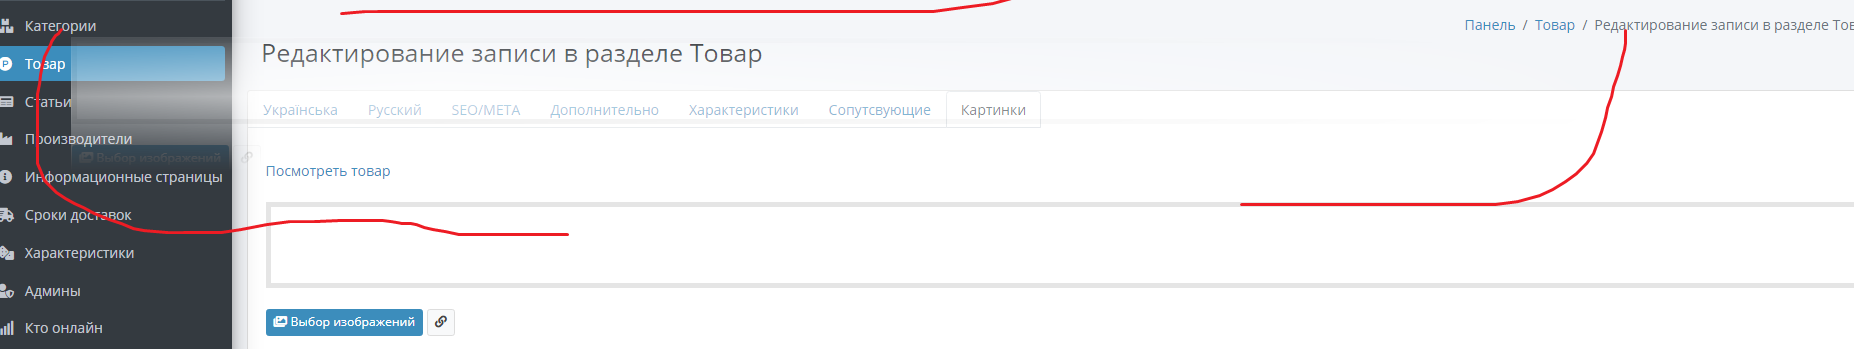 Категории
Товар
Статьи
Производители
Информационные страницы
Сроки доставок
Характеристики
Админы
Кто онлайн
Панель / Товар / Редактирование записи в разделе Тов
Редактирование записи в разделе Товар
Українська Русский SEO/META Дополнительно Характеристики Сопутсвующие Картинки
Выбор изображений
Посмотреть товар
Выбор изображений